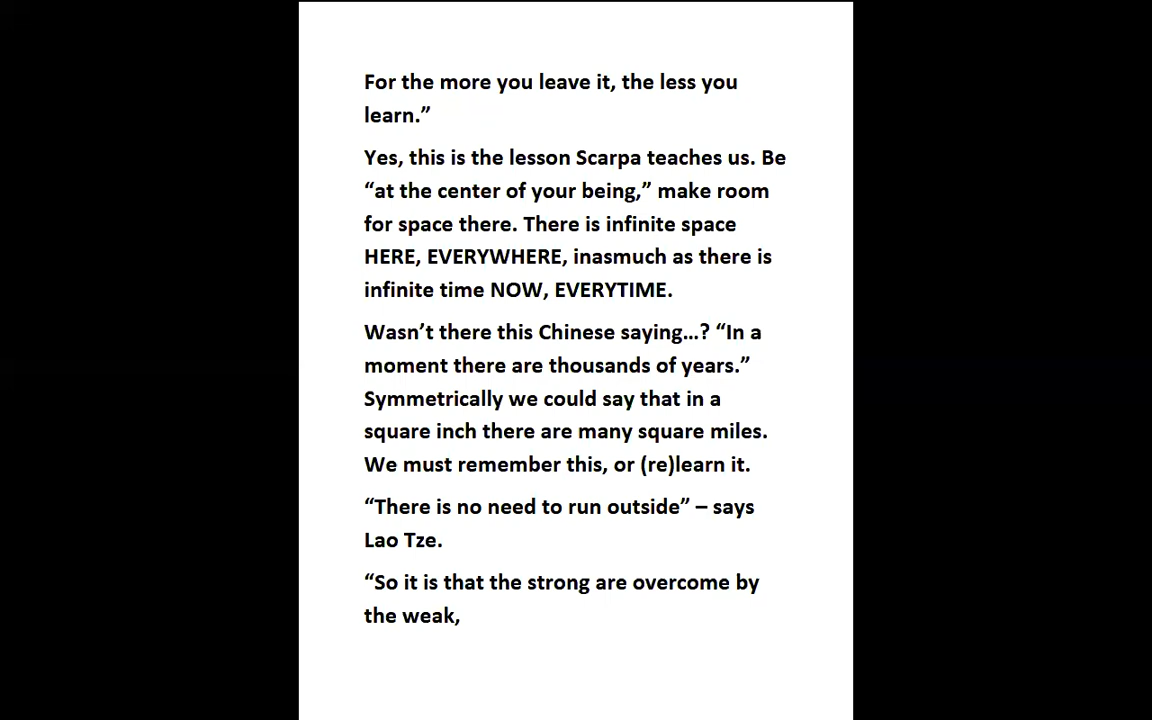 For the more you leave it, the less you
learn.”
Yes, this is the lesson Scarpa teaches us. Be
“at the center of your being,” make room
for space there. There is infinite space
HERE, EVERYWHERE, inasmuch as there is
infinite time NOW, EVERYTIME.
Wasn’t there this Chinese saying…? “In a
moment there are thousands of years.”
Symmetrically we could say that in a
square inch there are many square miles.
We must remember this, or (re)learn it.
“There is no need to run outside” – says
Lao Tze.
“So it is that the strong are overcome by
the weak,